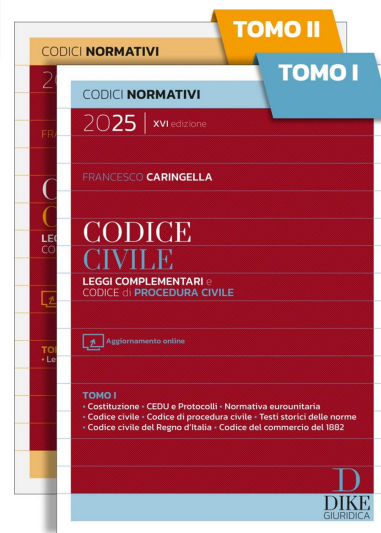 TOMO II
TOMO I
CODICI NORMATIVI
CODICI NORMATIVI
2025 | XVI edizione
FRANCESCO CARINGELLA
CODICE
CIVILE
LEGGI COMPLEMENTARI e
CODICE di PROCEDURA CIVILE
Aggiornamento online
TOMO I
• Costituzione • CEDU e Protocolli • Normativa eurounitaria
• Codice civile • Codice di procedura civile • Testi storici delle norme
• Codice civile del Regno d'Italia • Codice del commercio del 1882
D
DIKE
GIURIDICA